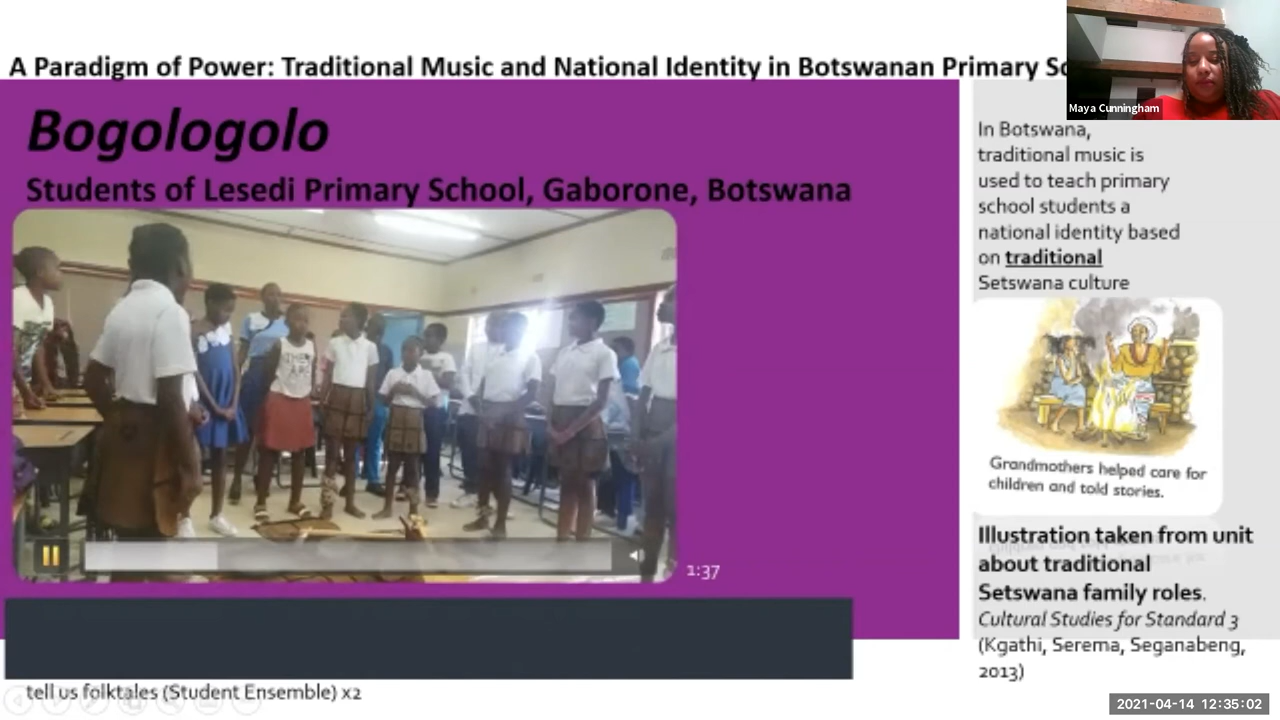 A Paradigm of Power: Traditional Music and National Identity in Botswanan Primary
Maya Cunningham
Bogologolo
Students of Lesedi Primary School, Gaborone, Botswana
1:37
tell us folktales (Student Ensemble) x2
In Botswana,
traditional music is
used to teach primary
school students a
national identity based
on traditional
Setswana culture
Grandmothers helped care for
children and told stories.
Illustration taken from unit
about traditional
Setswana family roles.
Cultural Studies for Standard 3
(Kgathi, Serema, Seganabeng,
2013)
2021-04-14 12:35:02